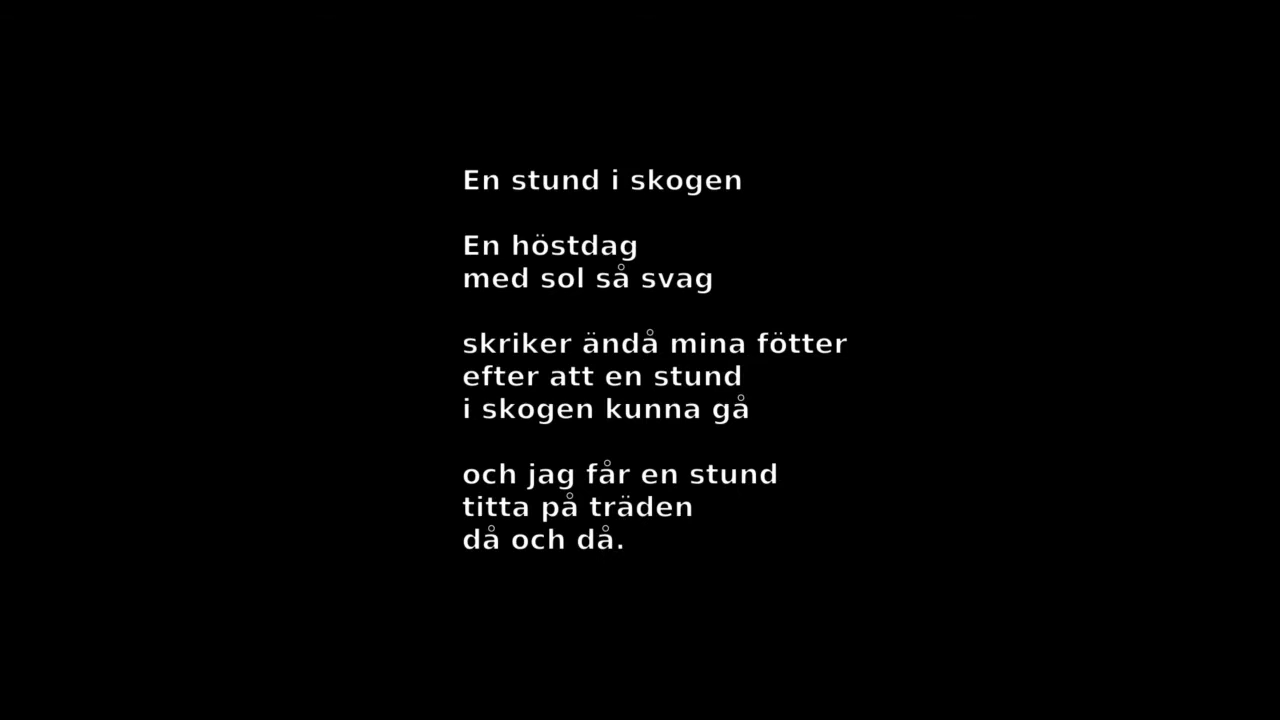 En stund i skogen
En höstdag
med sol så svag
skriker ändå mina fötter
efter att en stund
i skogen kunna gå
och jag får en stund
titta på träden
då och då.